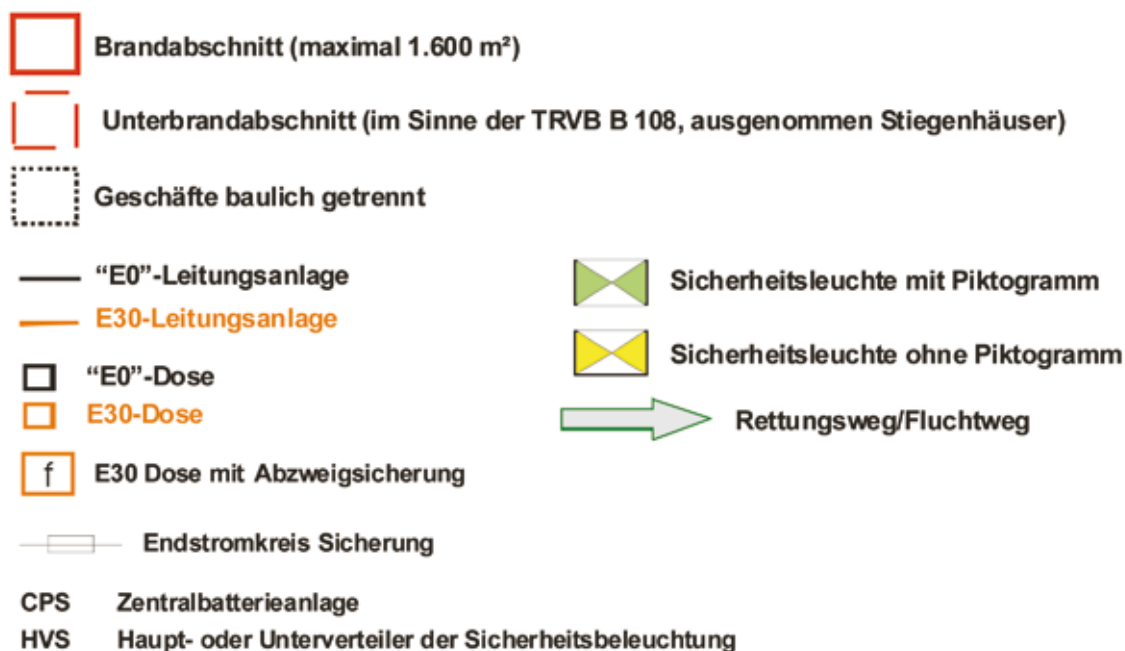 Brandabschnitt (maximal 1.600 m²)
Unterbrandabschnitt (im Sinne der TRVB B 108, ausgenommen Stiegenhäuser)
Geschäfte baulich getrennt
“E0”-Leitungsanlage
E30-Leitungsanlage
“E0”-Dose
E30-Dose
f E30 Dose mit Abzweigsicherung
Endstromkreis Sicherung
CPS Zentralbatterieanlage
HVS Haupt- oder Unterverteiler der Sicherheitsbeleuchtung
Sicherheitsleuchte mit Piktogramm
Sicherheitsleuchte ohne Piktogramm
Rettungsweg/Fluchtweg